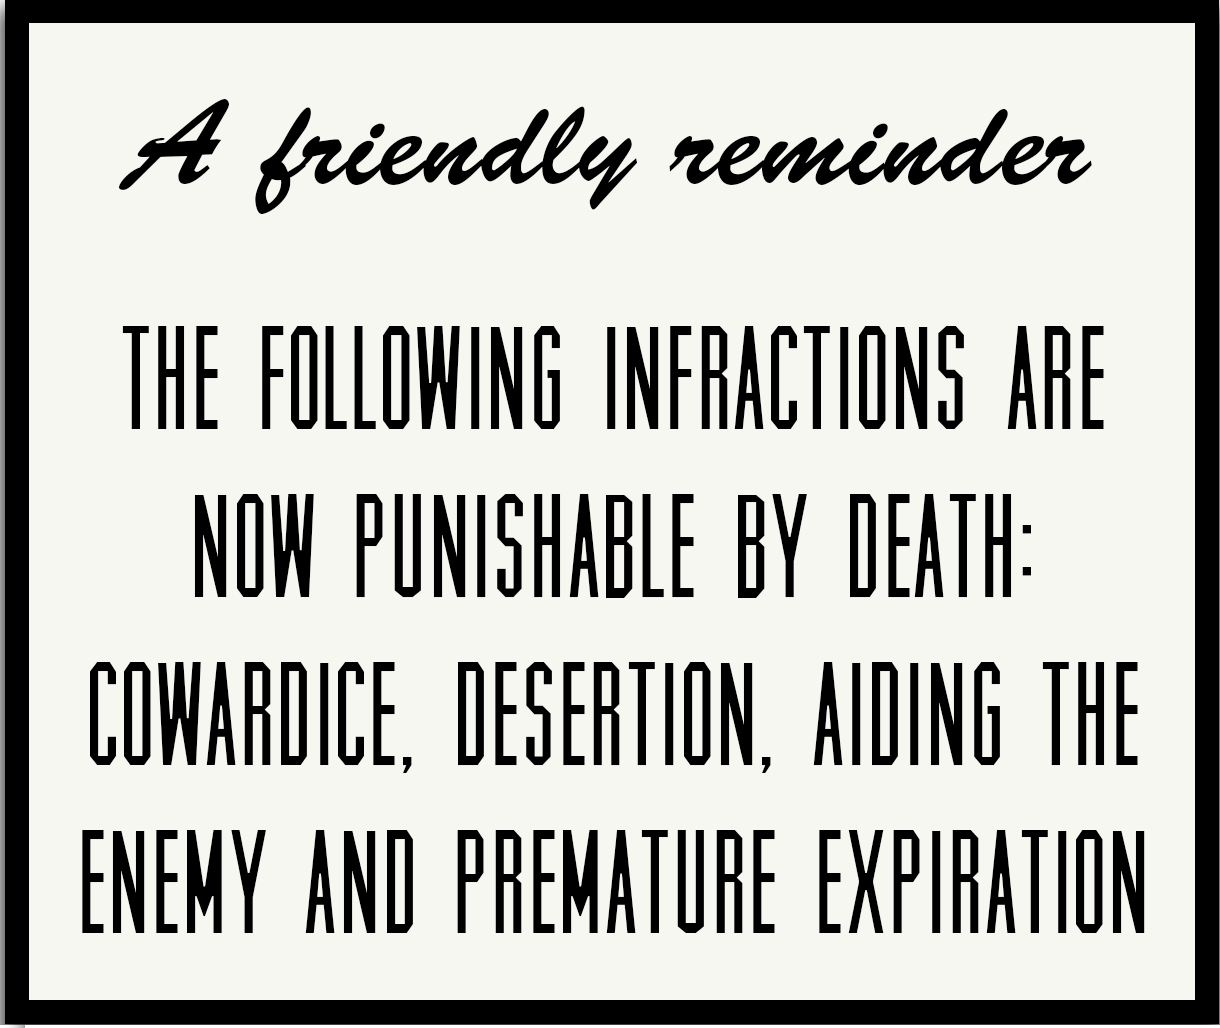 A friendly reminder
THE FOLLOWING INFRACTIONS ARE
NOW PUNISHABLE BY DEATH:
COWARDICE, DESERTION, AIDING THE
ENEMY AND PREMATURE EXPIRATION